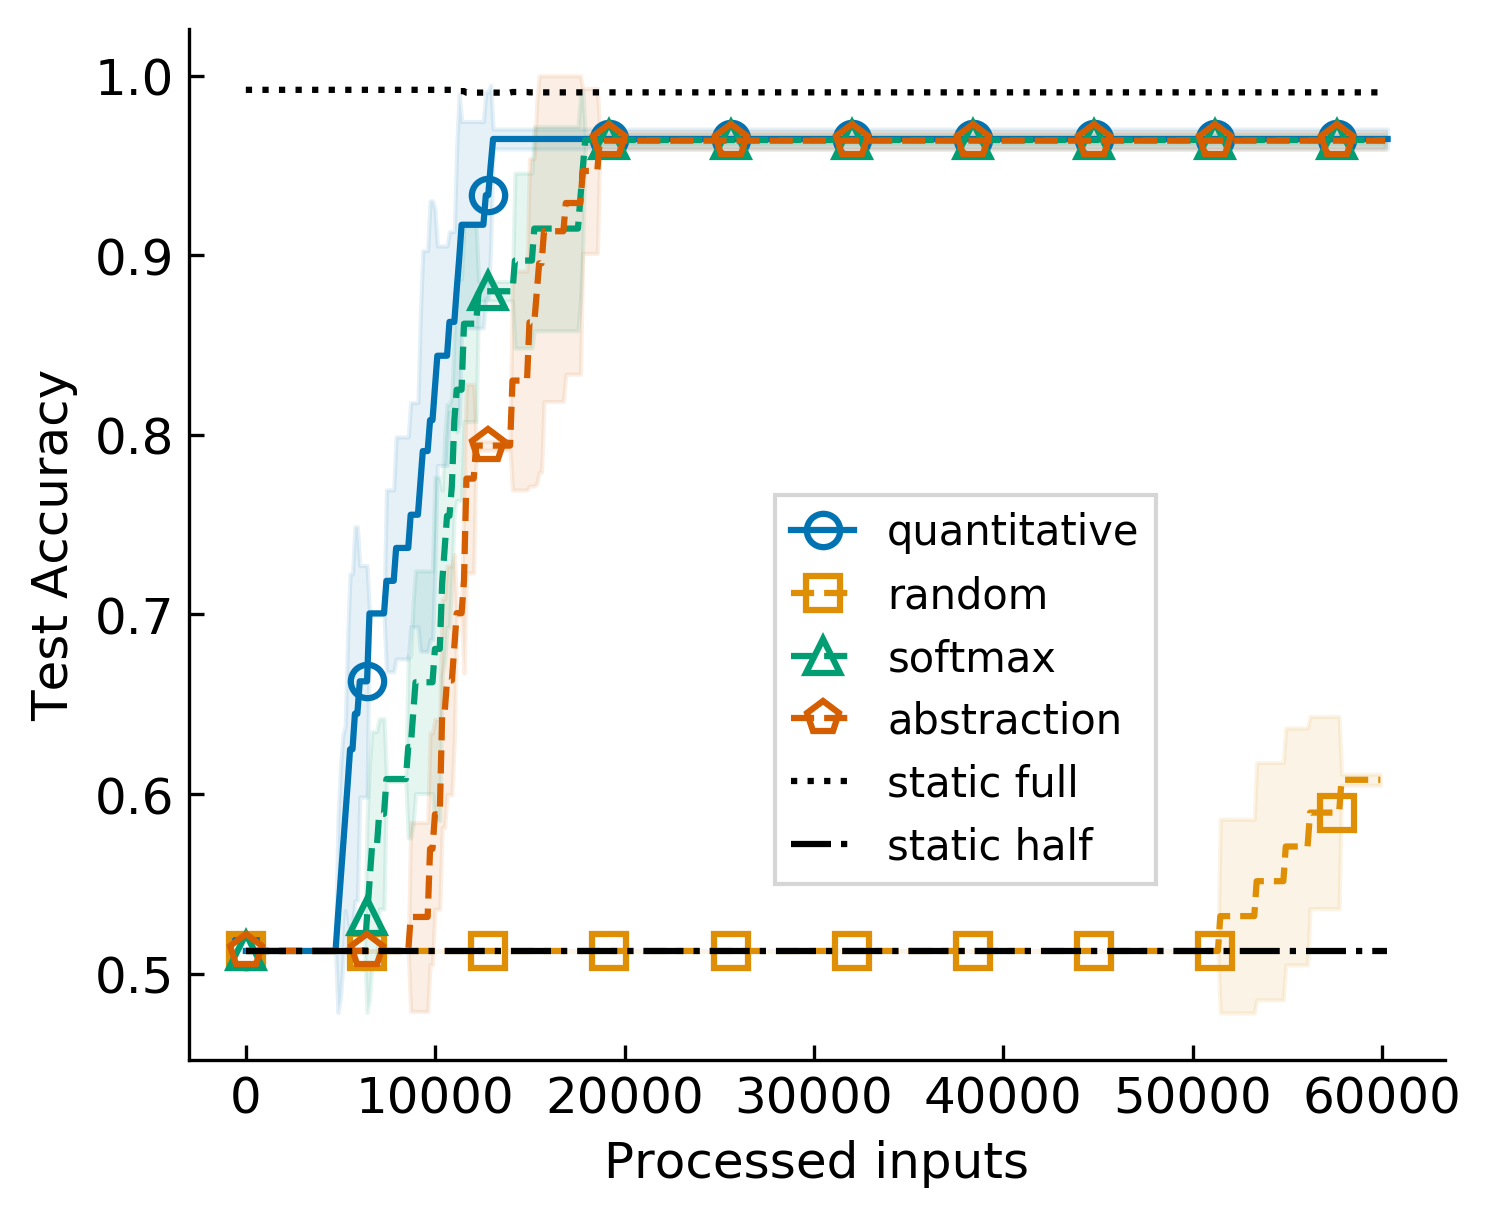 1.0
0.9
0.8
0.7
0.6
0.5
Test Accuracy
quantitative
random
softmax
abstraction
static full
static half
0 10000 20000 30000 40000 50000 60000
Processed inputs